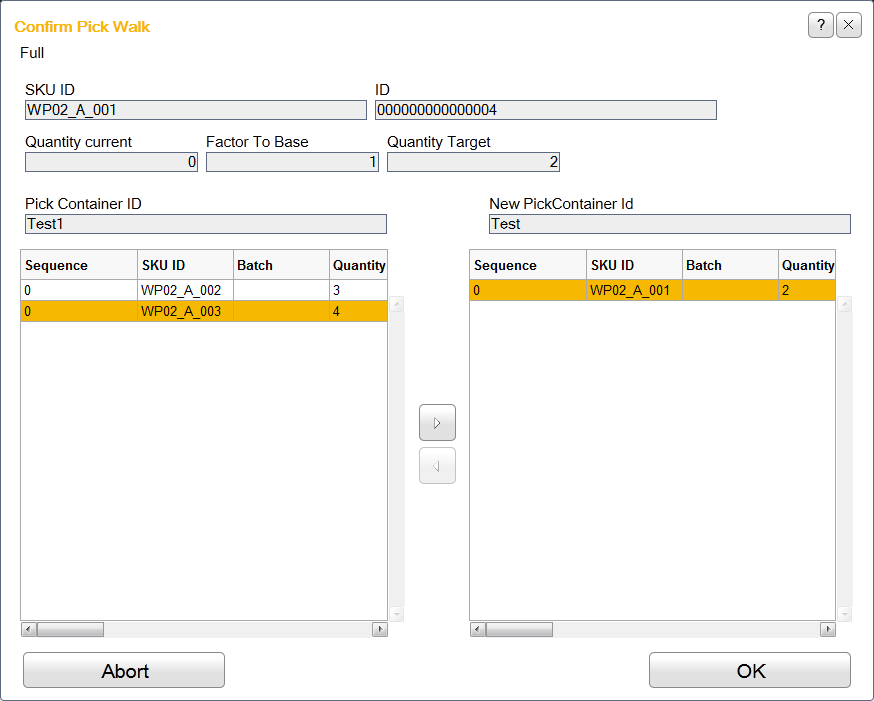 Confirm Pick Walk
?
Full
SKU ID ID
WP02_A_001 000000000000004
Quantity current Factor To Base Quantity Target
0 1 2
Pick Container ID New PickContainer Id
Test1 Test
Sequence SKU ID Batch Quantity
0 WP02_A_002 3
0 WP02_A_003 4
Sequence SKU ID Batch Quantity
0 WP02_A_001 2
Abort OK